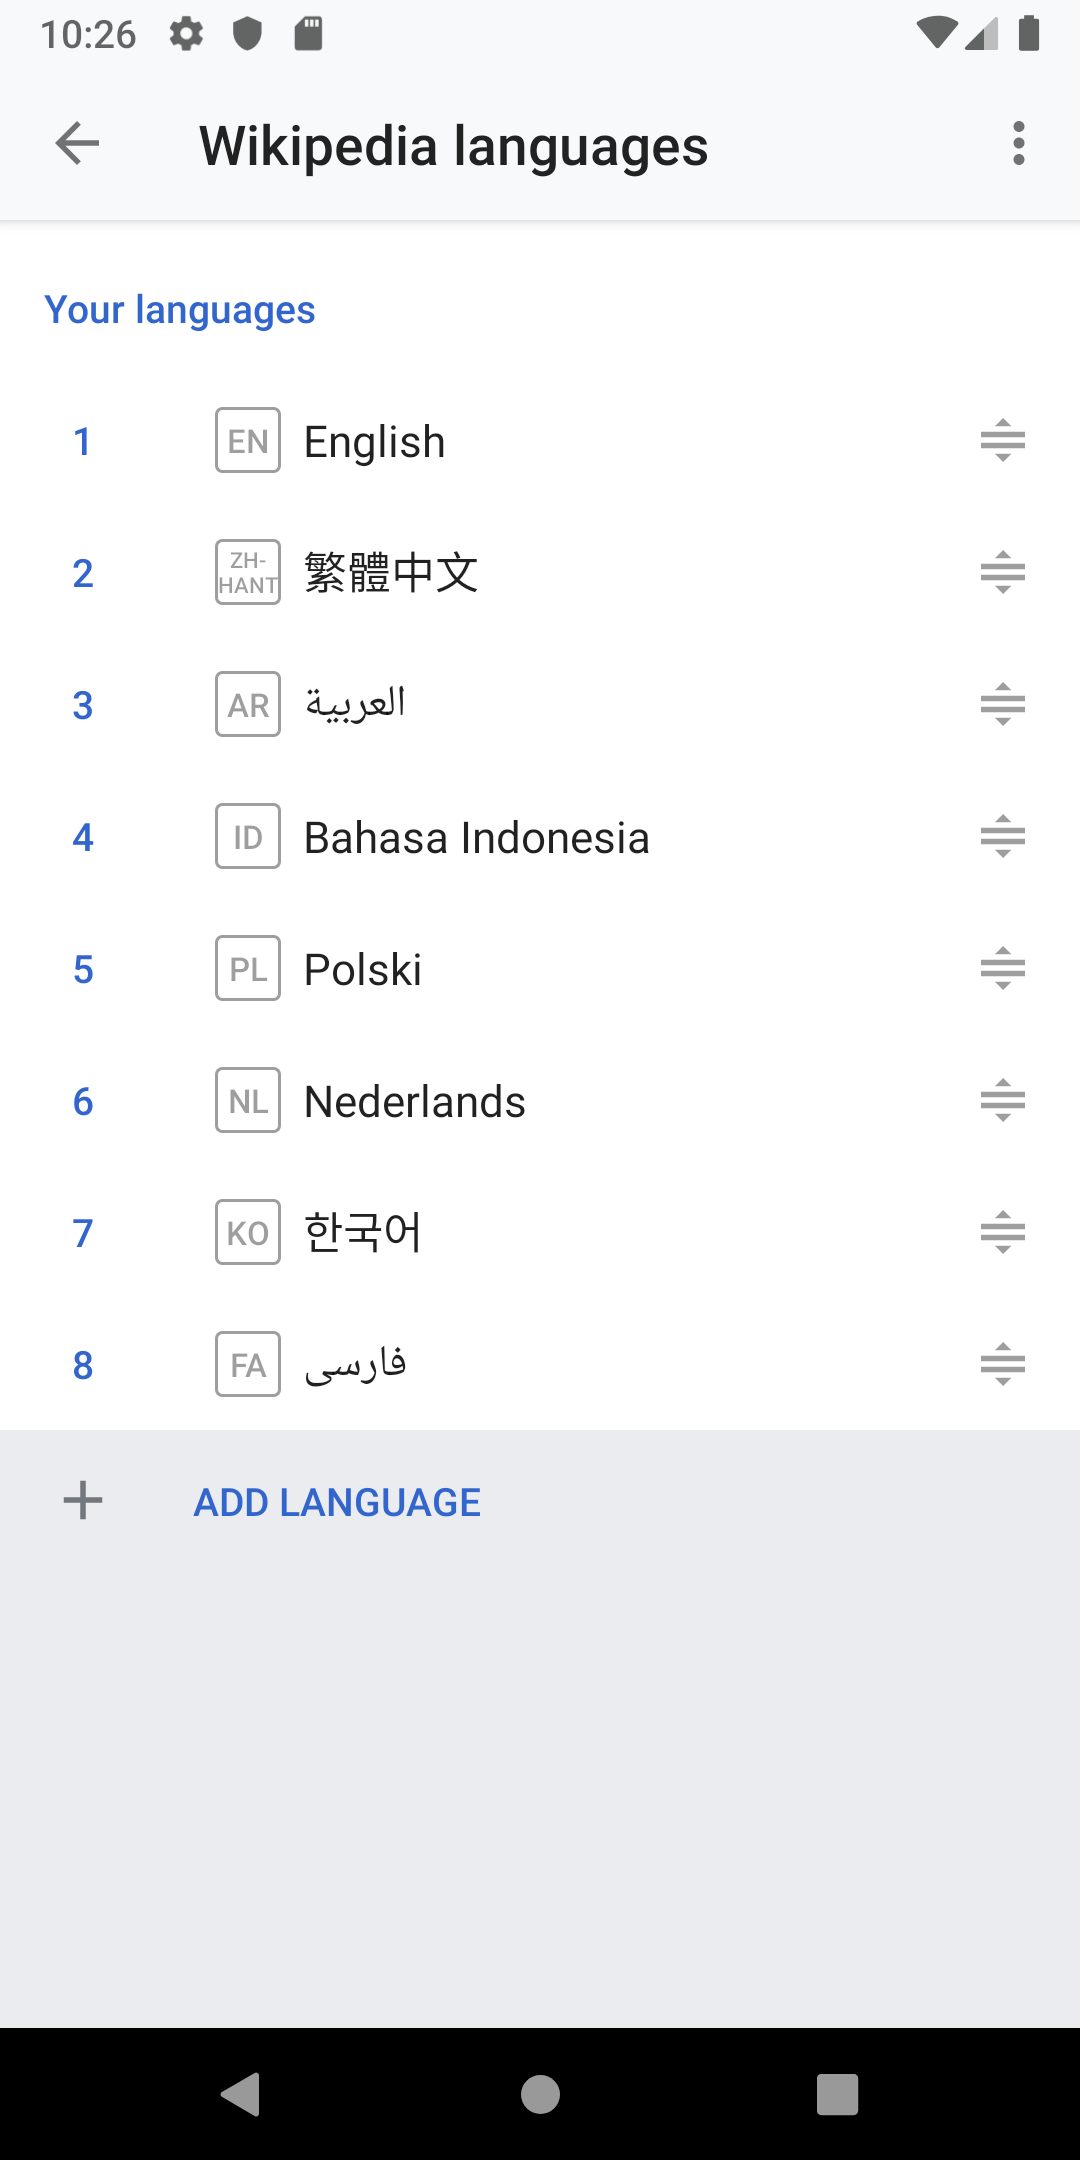 10:26
Wikipedia languages
Your languages
1 EN English
2 ZH-HANT 繁體中文
3 AR العربية
4 ID Bahasa Indonesia
5 PL Polski
6 NL Nederlands
7 KO 한국어
8 FA فارسی
ADD LANGUAGE